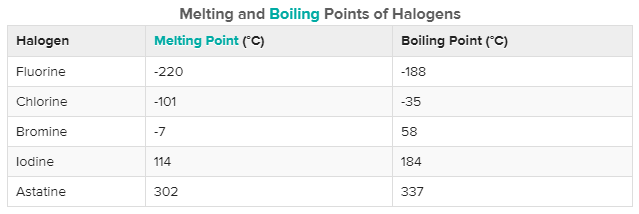 Melting and Boiling Points of Halogens
Halogen Melting Point (°C) Boiling Point (°C)
Fluorine -220 -188
Chlorine -101 -35
Bromine -7 58
Iodine 114 184
Astatine 302 337